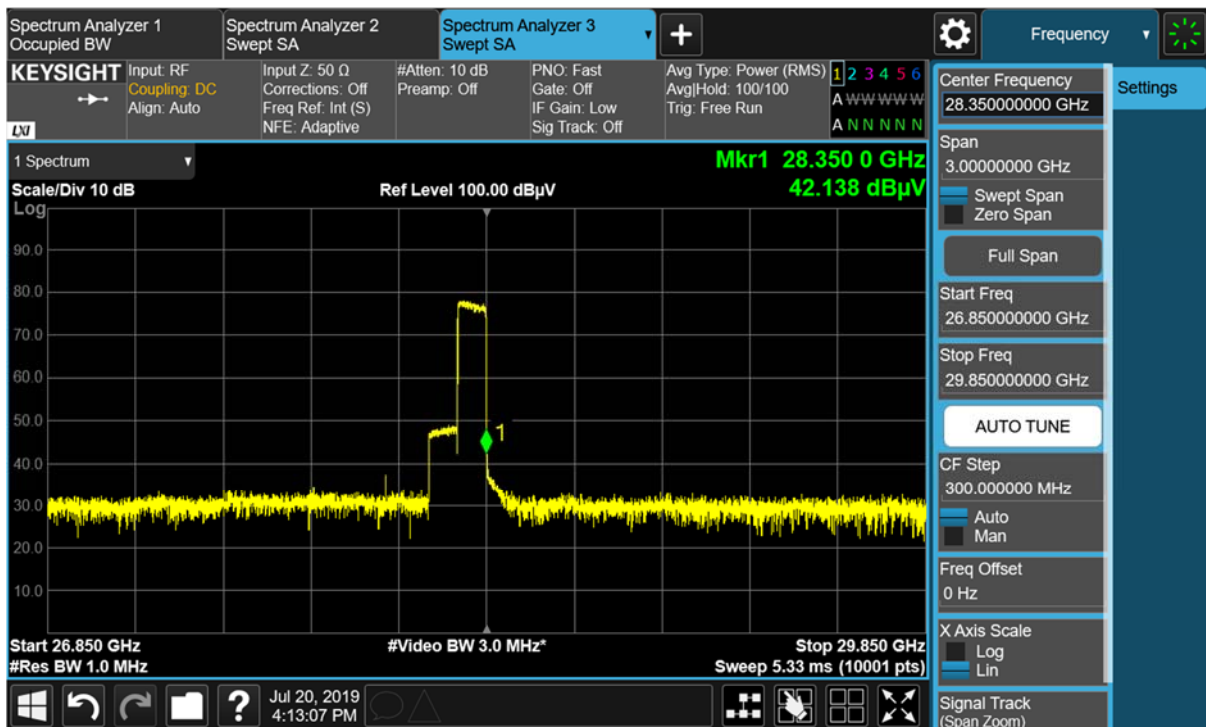 Spectrum Analyzer 1
Occupied BW
Spectrum Analyzer 2
Swept SA
Spectrum Analyzer 3
Swept SA
Frequency
KEYSIGHT
LXI
Input: RF
Coupling: DC
Align: Auto
Input Z: 50 Ω
Corrections: Off
Freq Ref: Int (S)
NFE: Adaptive
#Atten: 10 dB
Preamp: Off
PNO: Fast
Gate: Off
IF Gain: Low
Sig Track: Off
Avg Type: Power (RMS)
Avg|Hold: 100/100
Trig: Free Run
1 2 3 4 5 6
A W W W W W
A N N N N N
1 Spectrum
Mkr1 28.350 0 GHz
42.138 dBµV
Scale/Div 10 dB
Ref Level 100.00 dBµV
Log
90.0
80.0
70.0
60.0
50.0
40.0
30.0
20.0
10.0
1
Start 26.850 GHz
#Video BW 3.0 MHz*
Stop 29.850 GHz
#Res BW 1.0 MHz
Sweep 5.33 ms (10001 pts)
Jul 20, 2019
4:13:07 PM
?
Center Frequency
28.350000000 GHz
Settings
Span
3.00000000 GHz
Swept Span
Zero Span
Full Span
Start Freq
26.850000000 GHz
Stop Freq
29.850000000 GHz
AUTO TUNE
CF Step
300.000000 MHz
Auto
Man
Freq Offset
0 Hz
X Axis Scale
Log
Lin
Signal Track
(Span Zoom)